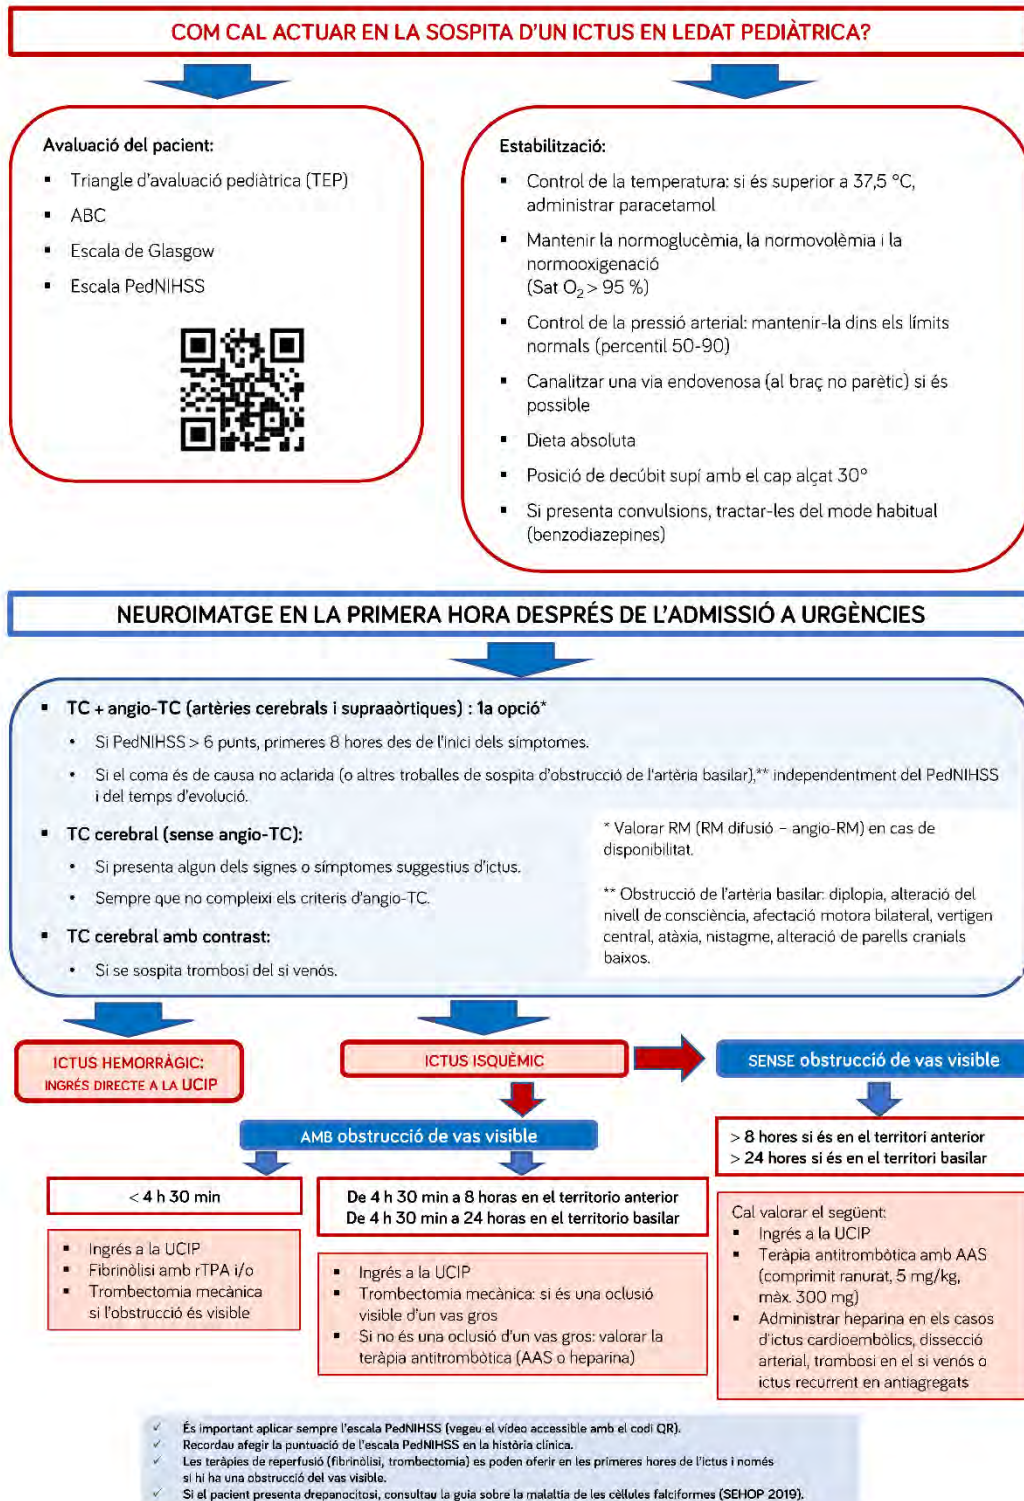 COM CAL ACTUAR EN LA SOSPITA D'UN ICTUS EN LEDAT PEDIÀTRICA?
Avaluació del pacient:
▪ Triangle d'avaluació pediàtrica (TEP)
▪ ABC
▪ Escala de Glasgow
▪ Escala PedNIHSS
Estabilització:
▪ Control de la temperatura: si és superior a 37,5 °C,
administrar paracetamol
▪ Mantenir la normoglucèmia, la normovolèmia i la
normooxigenació
(Sat O₂ > 95 %)
▪ Control de la pressió arterial: mantenir-la dins els límits
normals (percentil 50-90)
▪ Canalitzar una via endovenosa (al braç no parètic) si és
possible
▪ Dieta absoluta
▪ Posició de decúbit supí amb el cap alçat 30°
▪ Si presenta convulsions, tractar-les del mode habitual
(benzodiazepines)
NEUROIMATGE EN LA PRIMERA HORA DESPRÉS DE L'ADMISSIÓ A URGÈNCIES
▪ TC + angio-TC (artèries cerebrals i supraaòrtiques) : 1a opció*
• Si PedNIHSS > 6 punts, primeres 8 hores des de l'inici dels símptomes.
• Si el coma és de causa no aclarida (o altres troballes de sospita d'obstrucció de l'artèria basilar),** independentment del PedNIHSS
i del temps d'evolució.
▪ TC cerebral (sense angio-TC):
• Si presenta algun dels signes o símptomes suggestius d'ictus.
• Sempre que no compleixi els criteris d'angio-TC.
▪ TC cerebral amb contrast:
• Si se sospita trombosi del si venós.
* Valorar RM (RM difusió – angio-RM) en cas de
disponibilitat.
** Obstrucció de l'artèria basilar: diplopia, alteració del
nivell de consciència, afectació motora bilateral, vertigen
central, atàxia, nistagme, alteració de parells cranials
baixos.
ICTUS HEMORRÀGIC:
INGRÉS DIRECTE A LA UCIP
ICTUS ISQUÈMIC
SENSE obstrucció de vas visible
AMB obstrucció de vas visible
> 8 hores si és en el territori anterior
> 24 hores si és en el territori basilar
< 4 h 30 min
De 4 h 30 min a 8 horas en el territorio anterior
De 4 h 30 min a 24 horas en el territorio basilar
▪ Ingrés a la UCIP
▪ Fibrinòlisi amb rTPA i/o
▪ Trombectomia mecànica
si l'obstrucció és visible
▪ Ingrés a la UCIP
▪ Trombectomia mecànica: si és una oclusió
visible d'un vas gros
▪ Si no és una oclusió d'un vas gros: valorar la
teràpia antitrombòtica (AAS o heparina)
Cal valorar el següent:
▪ Ingrés a la UCIP
▪ Teràpia antitrombòtica amb AAS
(comprimit ranurat, 5 mg/kg,
màx. 300 mg)
▪ Administrar heparina en els casos
d'ictus cardioembòlics, dissecció
arterial, trombosi en el si venós o
ictus recurrent en antiagregats
✓ És important aplicar sempre l'escala PedNIHSS (vegeu el vídeo accessible amb el codi QR).
✓ Recordau afegir la puntuació de l'escala PedNIHSS en la història clínica.
✓ Les teràpies de reperfusió (fibrinòlisi, trombectomia) es poden oferir en les primeres hores de l'ictus i només
si hi ha una obstrucció del vas visible.
✓ Si el pacient presenta drepanocitosi, consultau la guia sobre la malaltia de les cèl·lules falciformes (SEHOP 2019).